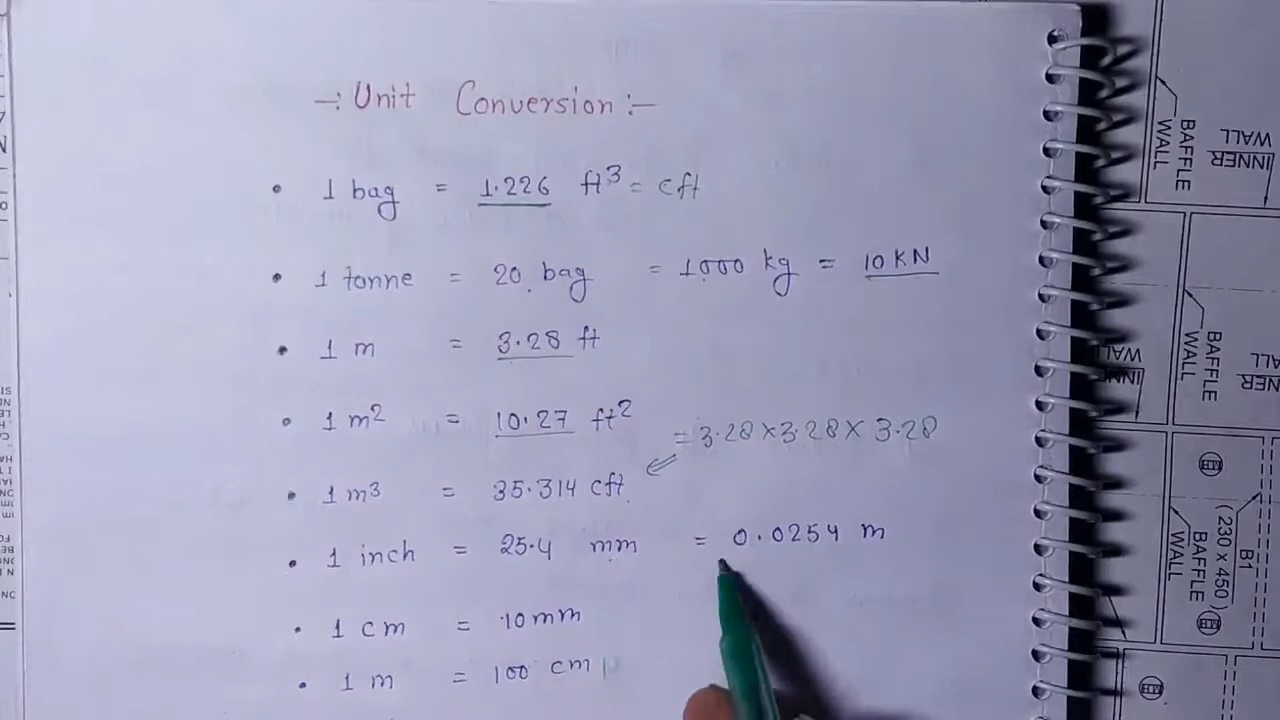 -: Unit Conversion :-
• 1 bag = 1.226 ft3 = cft
• 1 tonne = 20 bag = 1000 kg = 10 KN
• 1 m = 3.28 ft
• 1 m2 = 10.27 ft2
= 3.28 x 3.28 x 3.28
• 1 m3 = 35.314 cft
• 1 inch = 25.4 mm = 0.0254 m
• 1 cm = 10 mm
• 1 m = 100 cm
INNER WALL
BAFFLE WALL
BAFFLE WALL
INNER WALL
B1
(230 x 450)
BAFFLE WALL
MH
MH
MH